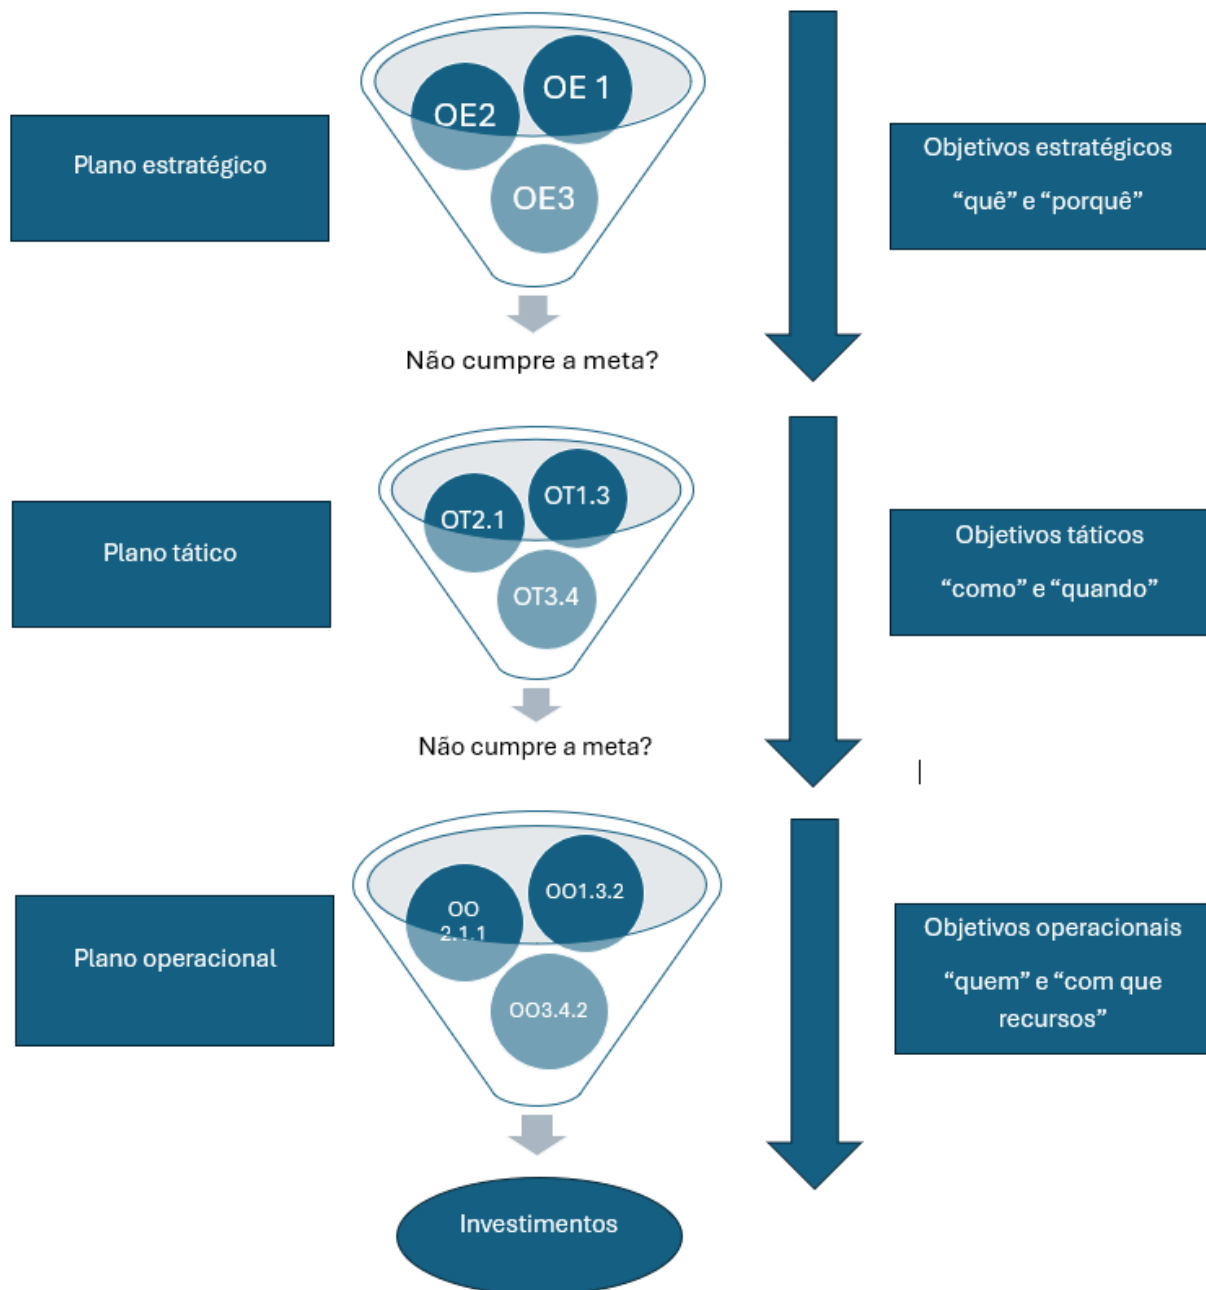 OE 1
OE2
OE3
Plano estratégico
Objetivos estratégicos
“quê” e “porquê”
Não cumpre a meta?
OT1.3
OT2.1
OT3.4
Plano tático
Objetivos táticos
“como” e “quando”
Não cumpre a meta?
OO1.3.2
OO
2.1.1
OO3.4.2
Plano operacional
Objetivos operacionais
“quem” e “com que
recursos”
Investimentos